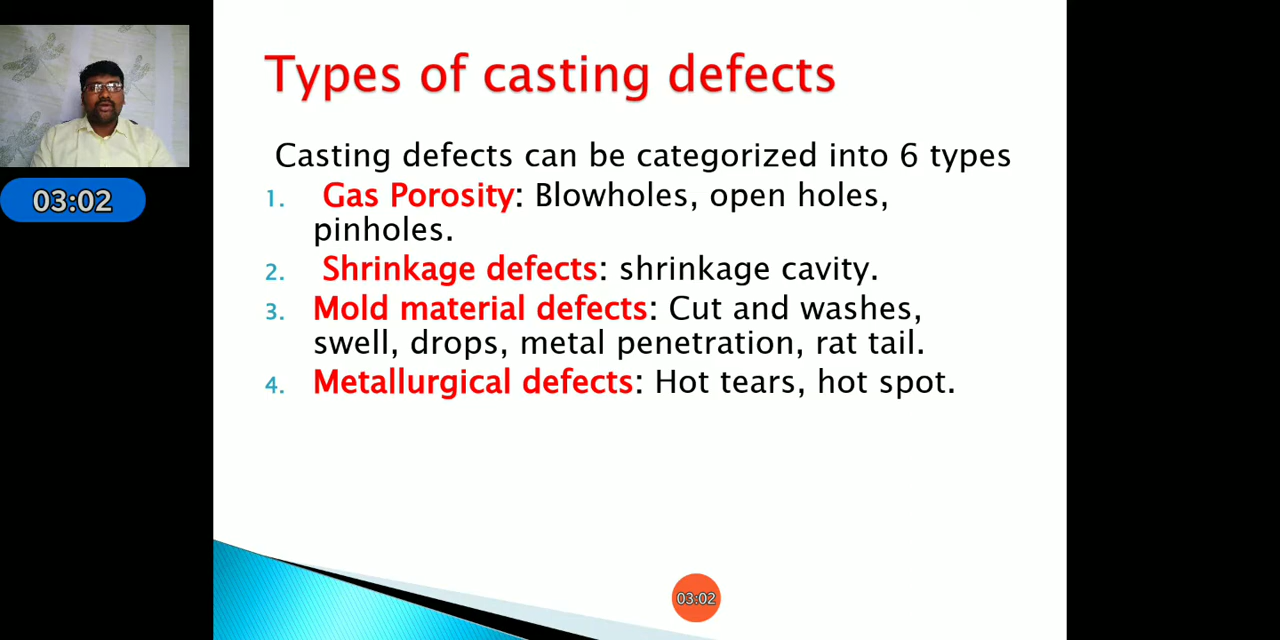 Types of casting defects
03:02
Casting defects can be categorized into 6 types
1. Gas Porosity: Blowholes, open holes,
pinholes.
2. Shrinkage defects: shrinkage cavity.
3. Mold material defects: Cut and washes,
swell, drops, metal penetration, rat tail.
4. Metallurgical defects: Hot tears, hot spot.
03:02